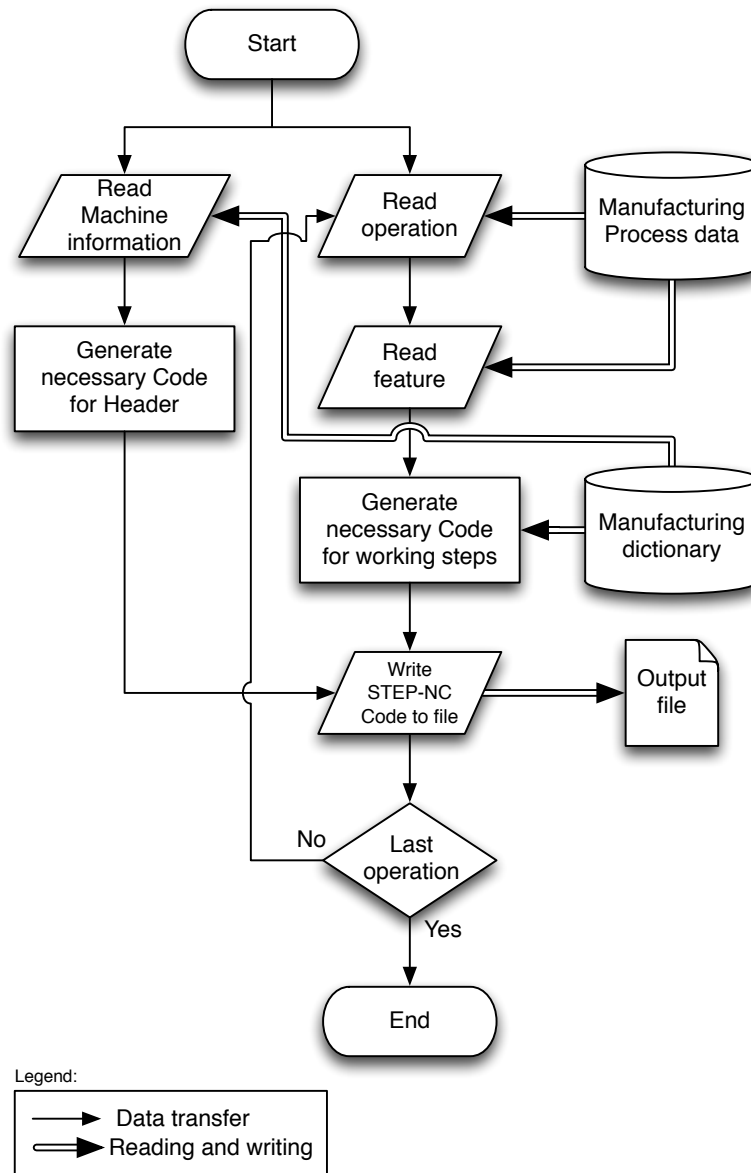 Start
Read
Machine
information
Read
operation
Manufacturing
Process data
Generate
necessary Code
for Header
Read
feature
Generate
necessary Code
for working steps
Manufacturing
dictionary
Write
STEP-NC
Code to file
Output
file
No
Last
operation
Yes
End
Legend:
Data transfer
Reading and writing